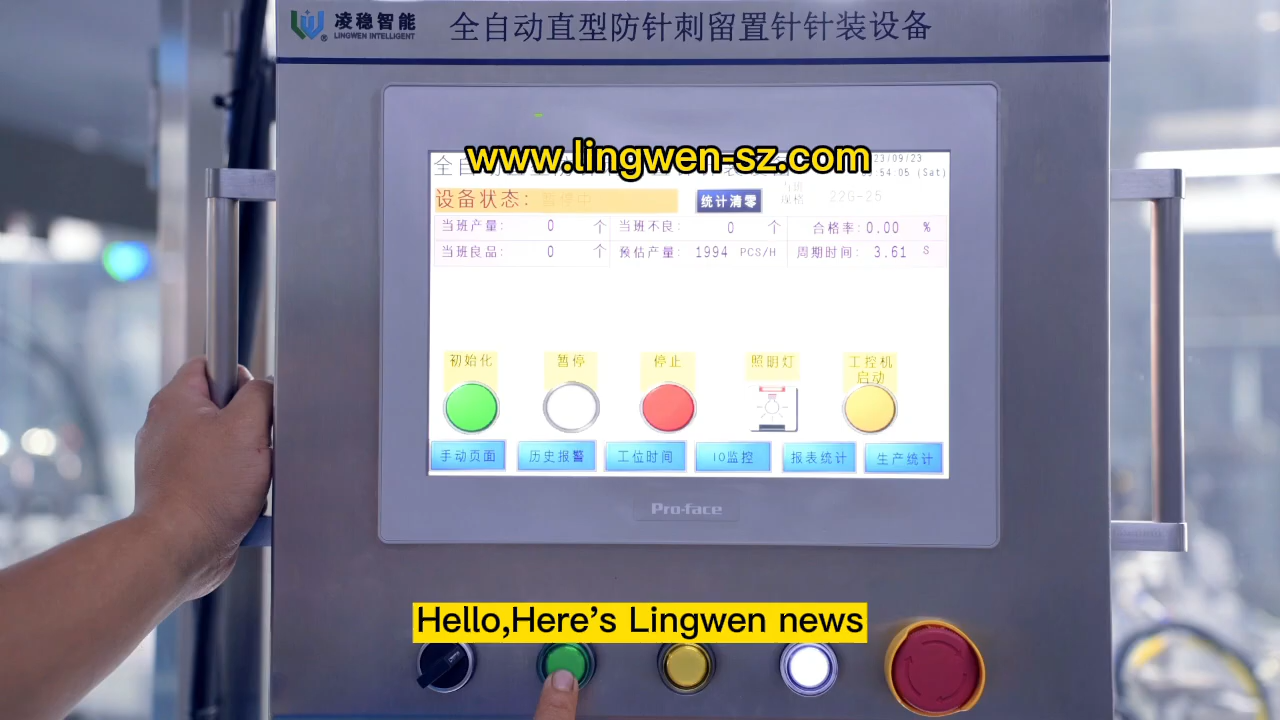 凌稳智能
LINGWEN INTELLIGENT
全自动直型防针刺留置针针装设备
www.lingwen-sz.com
23/09/23
54.05 (Sat)
设备状态: 暂停中
统计清零
规格 22G-25
当班产量: 0 个 当班不良: 0 个 合格率: 0.00 %
当班良品: 0 个 预估产量: 1994 PCS/H 周期时间: 3.61 S
初始化 暂停 停止 照明灯 工控机
启动
手动页面 历史报警 工位时间 IO监控 报表统计 生产统计
Pro-face
Hello,Here's Lingwen news